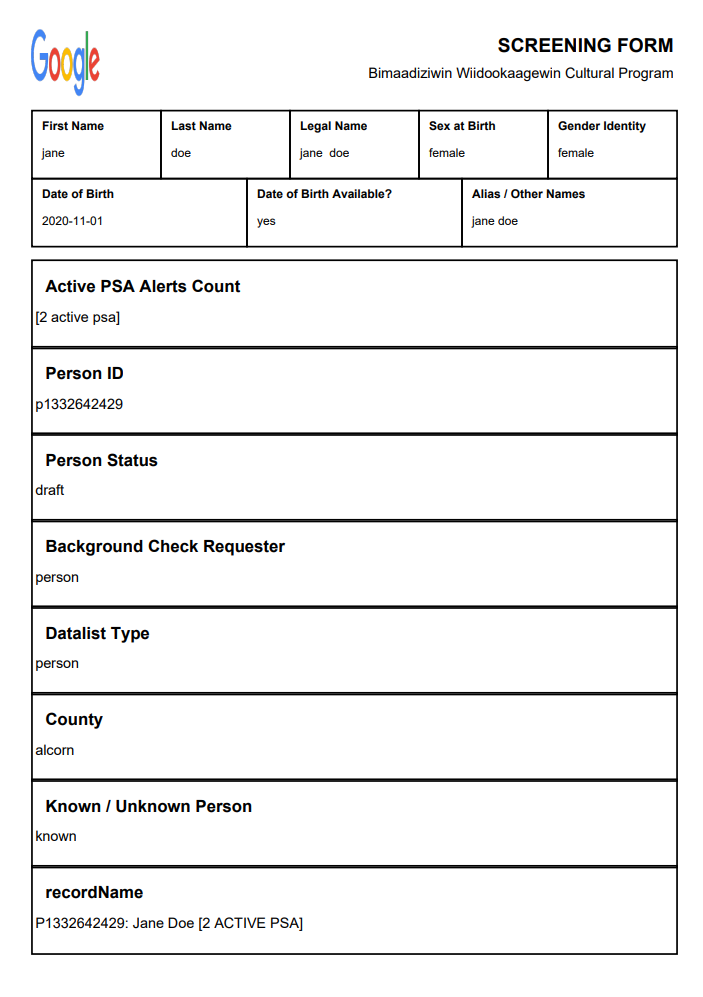 Google
SCREENING FORM
Bimaadiziwin Wiidookaagewin Cultural Program
First Name
jane
Last Name
doe
Legal Name
jane  doe
Sex at Birth
female
Gender Identity
female
Date of Birth
2020-11-01
Date of Birth Available?
yes
Alias / Other Names
jane doe
Active PSA Alerts Count
[2 active psa]
Person ID
p1332642429
Person Status
draft
Background Check Requester
person
Datalist Type
person
County
alcorn
Known / Unknown Person
known
recordName
P1332642429: Jane Doe [2 ACTIVE PSA]